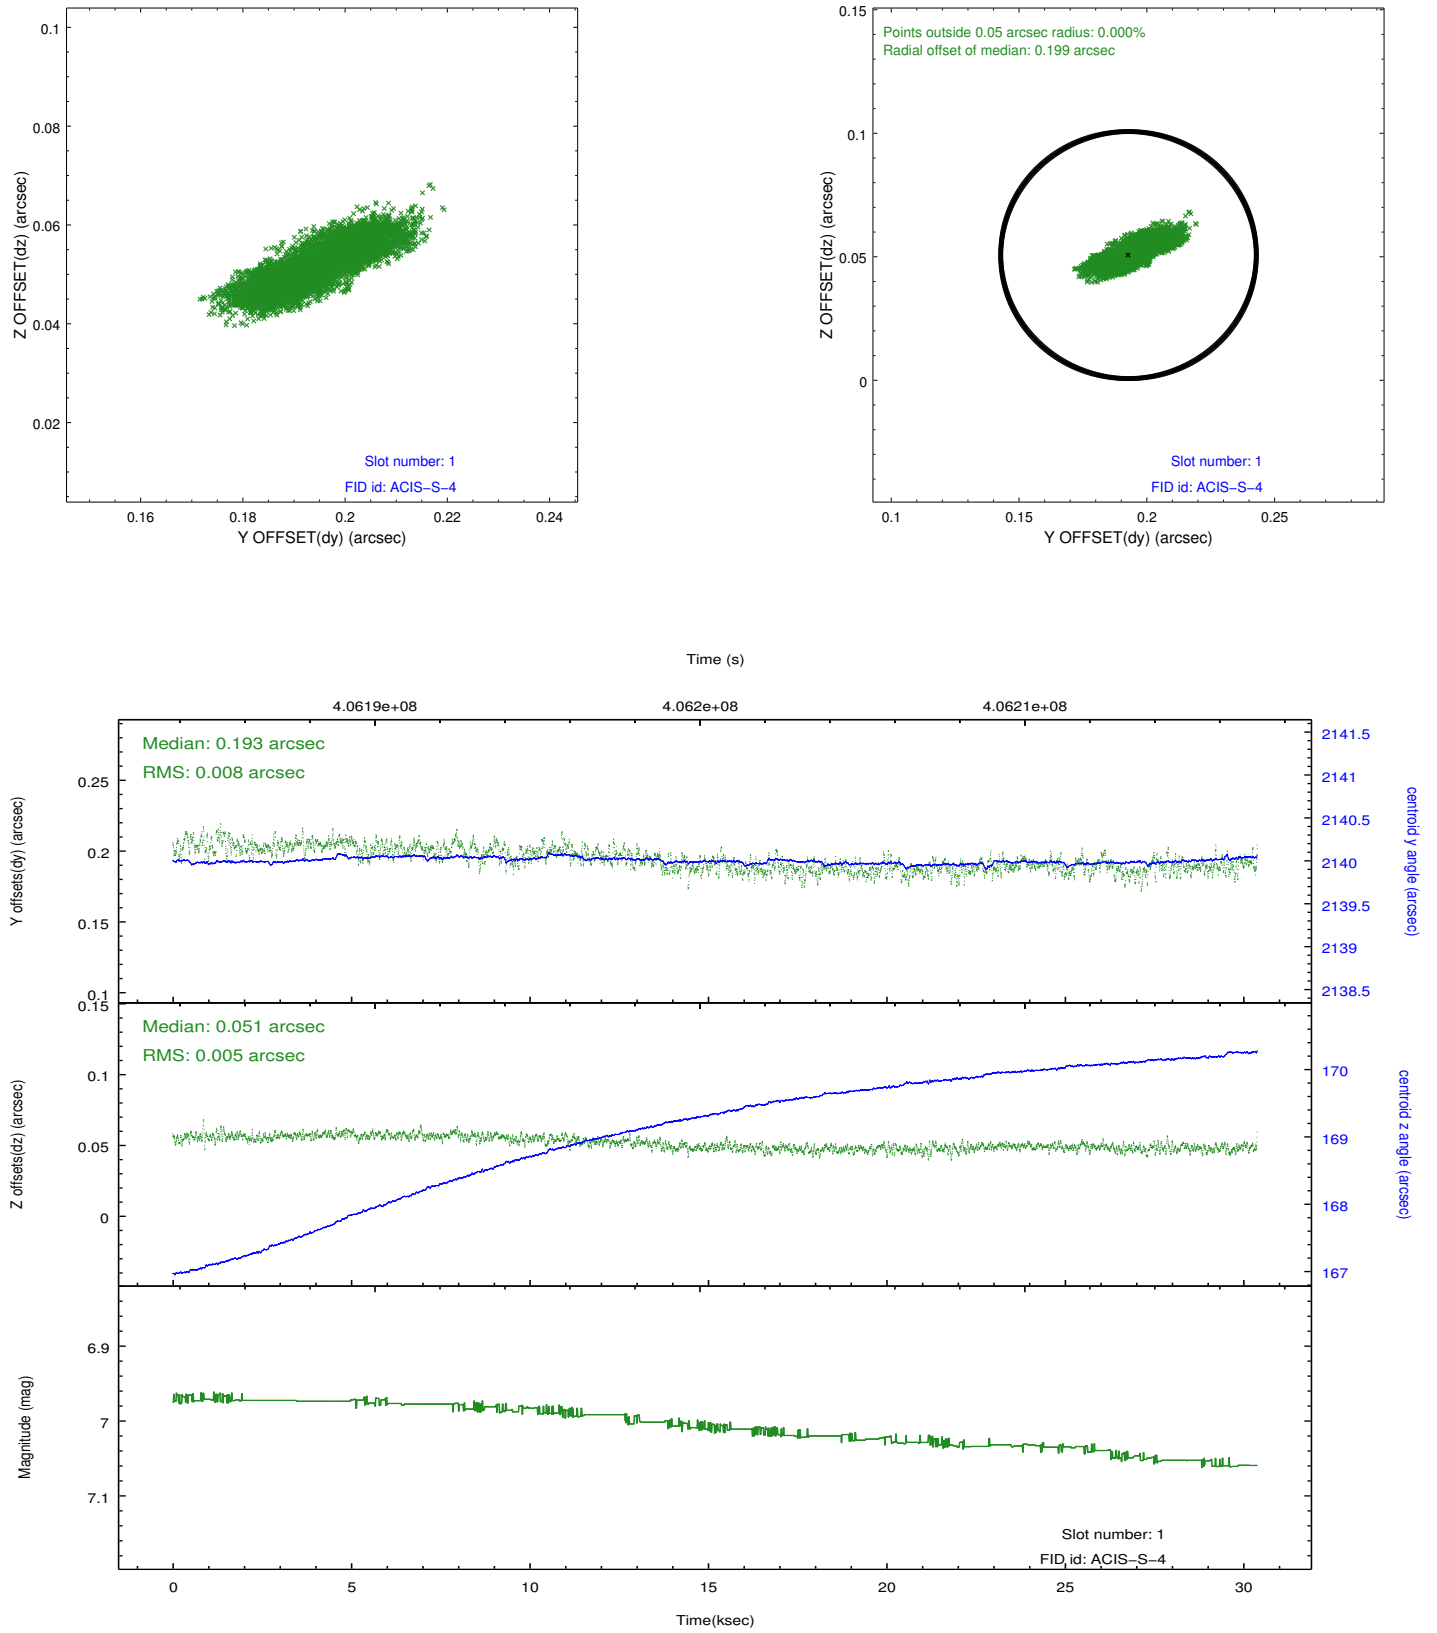 0.1
0.08
0.06
0.04
0.02
Z OFFSET(dz) (arcsec)
Slot number: 1
FID id: ACIS−S−4
0.16 0.18 0.2 0.22 0.24
Y OFFSET(dy) (arcsec)
0.15
0.1
0.05
0
Z OFFSET(dz) (arcsec)
Points outside 0.05 arcsec radius: 0.000%
Radial offset of median: 0.199 arcsec
Slot number: 1
FID id: ACIS−S−4
0.1 0.15 0.2 0.25
Y OFFSET(dy) (arcsec)
Time (s)
4.0619e+08 4.062e+08 4.0621e+08
Median: 0.193 arcsec
RMS: 0.008 arcsec
0.25
0.2
0.15
0.1
Y offsets(dy) (arcsec)
2141.5
2141
2140.5
2140
2139.5
2139
2138.5
centroid y angle (arcsec)
Median: 0.051 arcsec
RMS: 0.005 arcsec
0.15
0.1
0.05
0
Z offsets(dz) (arcsec)
170
169
168
167
centroid z angle (arcsec)
6.9
7
7.1
Magnitude (mag)
Slot number: 1
FID id: ACIS−S−4
0 5 10 15 20 25 30
Time(ksec)